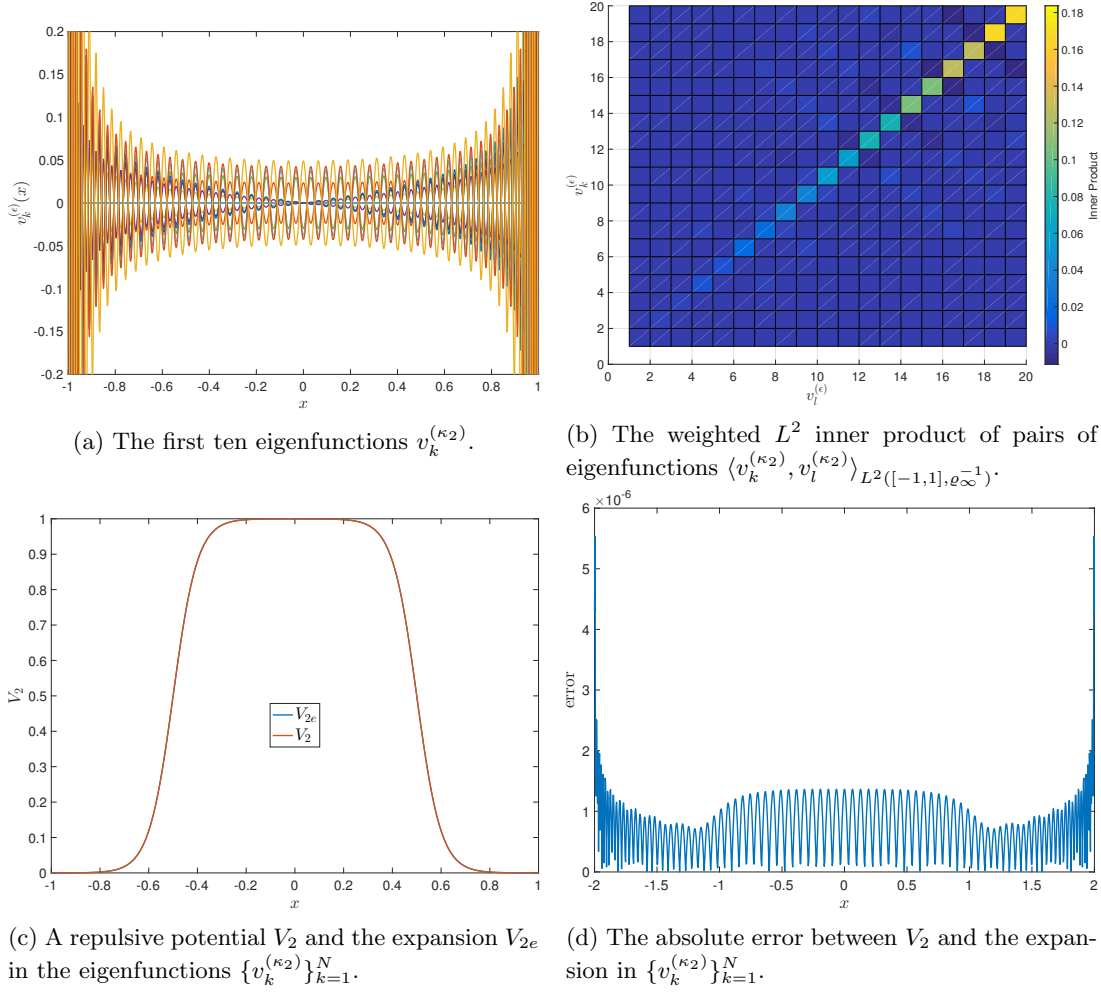 0.2
0.15
0.1
0.05
0
-0.05
-0.1
-0.15
-0.2
v_k^{(ϵ)}(x)
-1 -0.8 -0.6 -0.4 -0.2 0 0.2 0.4 0.6 0.8 1
x
(a) The first ten eigenfunctions v_k^{(κ_2)}.
20
18
16
14
12
10
8
6
4
2
0
v_k^{(ϵ)}
0 2 4 6 8 10 12 14 16 18 20
v_l^{(ϵ)}
0.18
0.16
0.14
0.12
0.1
0.08
0.06
0.04
0.02
0
Inner Product
(b) The weighted L^2 inner product of pairs of
eigenfunctions ⟨v_k^{(κ_2)}, v_l^{(κ_2)}⟩_{L^2([-1,1],ϱ_∞^{-1})}.
1
0.9
0.8
0.7
0.6
0.5
0.4
0.3
0.2
0.1
0
V_2
V_{2e}
V_2
-1 -0.8 -0.6 -0.4 -0.2 0 0.2 0.4 0.6 0.8 1
x
(c) A repulsive potential V_2 and the expansion V_{2e}
in the eigenfunctions {v_k^{(κ_2)}}_{k=1}^N.
×10^{-6}
6
5
4
3
2
1
0
error
-2 -1.5 -1 -0.5 0 0.5 1 1.5 2
x
(d) The absolute error between V_2 and the expan-
sion in {v_k^{(κ_2)}}_{k=1}^N.